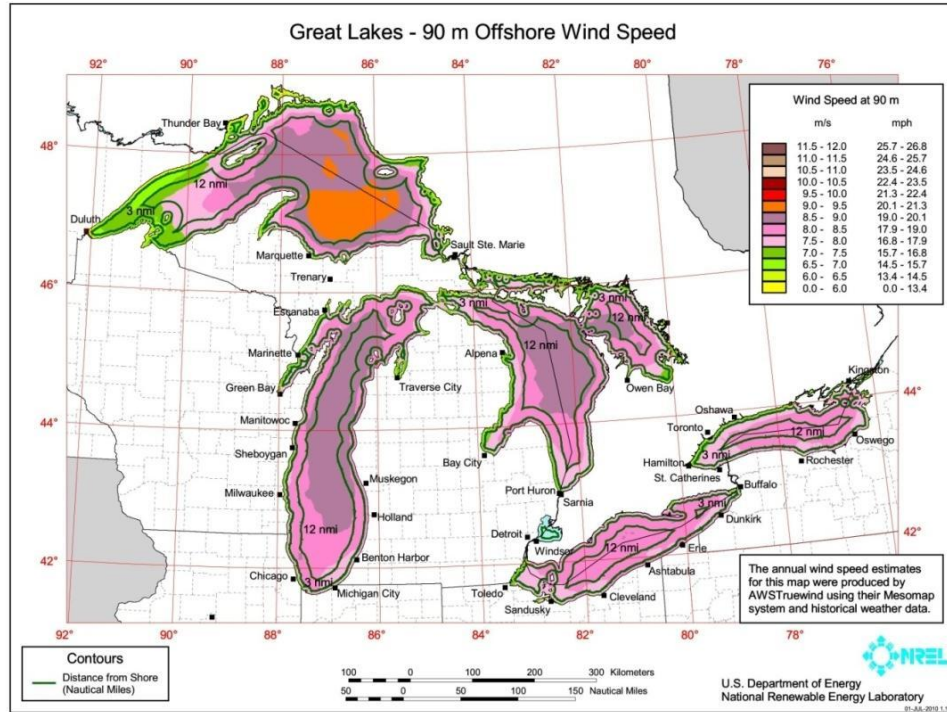 Great Lakes - 90 m Offshore Wind Speed
92° 90° 88° 86° 84° 82° 80° 78° 76°
48°
46°
44°
42°
48°
46°
44°
42°
44°
42°
92° 90° 88° 86° 84° 82° 80° 78°
Thunder Bay
12 nmi
3 nmi
Duluth
Marquette
Sault Ste. Marie
Trenary
Escanaba
3 nmi
3 nmi
12 nmi
12 nmi
Marinette
Alpena
Green Bay
Traverse City
Owen Bay
Kingston
Manitowoc
Oshawa
Toronto
12 nmi
Oswego
Sheboygan
Bay City
Hamilton
3 nmi
Rochester
St. Catherines
Muskegon
Milwaukee
Port Huron
Sarnia
Buffalo
3 nmi
Holland
Dunkirk
12 nmi
Detroit
Windsor
12 nmi
Erie
Benton Harbor
Ashtabula
Chicago
3 nmi
Michigan City
Toledo
Sandusky
Cleveland
Wind Speed at 90 m
m/s mph
11.5 - 12.0 25.7 - 26.8
11.0 - 11.5 24.6 - 25.7
10.5 - 11.0 23.5 - 24.6
10.0 - 10.5 22.4 - 23.5
9.5 - 10.0 21.3 - 22.4
9.0 - 9.5 20.1 - 21.3
8.5 - 9.0 19.0 - 20.1
8.0 - 8.5 17.9 - 19.0
7.5 - 8.0 16.8 - 17.9
7.0 - 7.5 15.7 - 16.8
6.5 - 7.0 14.5 - 15.7
6.0 - 6.5 13.4 - 14.5
0.0 - 6.0 0.0 - 13.4
The annual wind speed estimates
for this map were produced by
AWSTruewind using their Mesomap
system and historical weather data.
Contours
Distance from Shore
(Nautical Miles)
100 0 100 200 300 Kilometers
50 0 50 100 150 Nautical Miles
NREL
U.S. Department of Energy
National Renewable Energy Laboratory